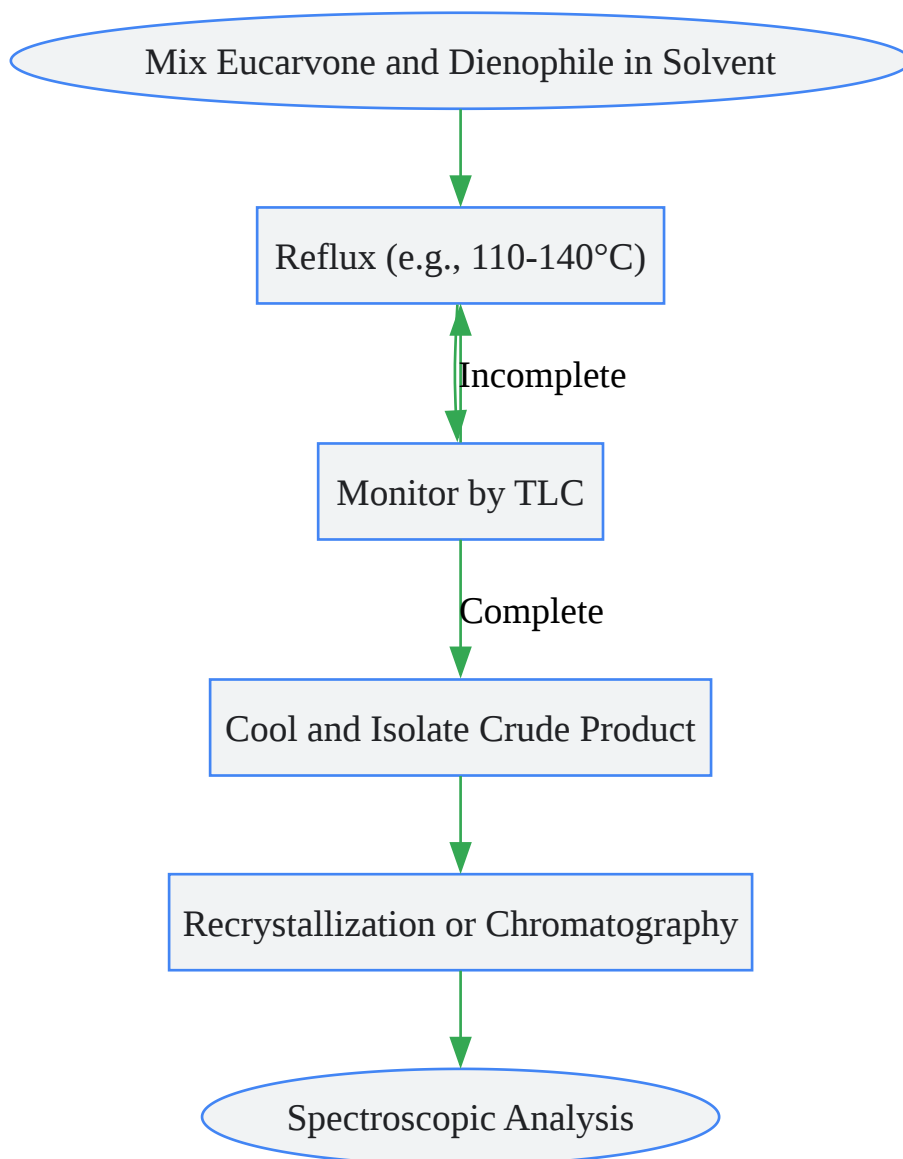 Mix Eucarvone and Dienophile in Solvent
Reflux (e.g., 110-140°C)
Incomplete
Monitor by TLC
Complete
Cool and Isolate Crude Product
Recrystallization or Chromatography
Spectroscopic Analysis